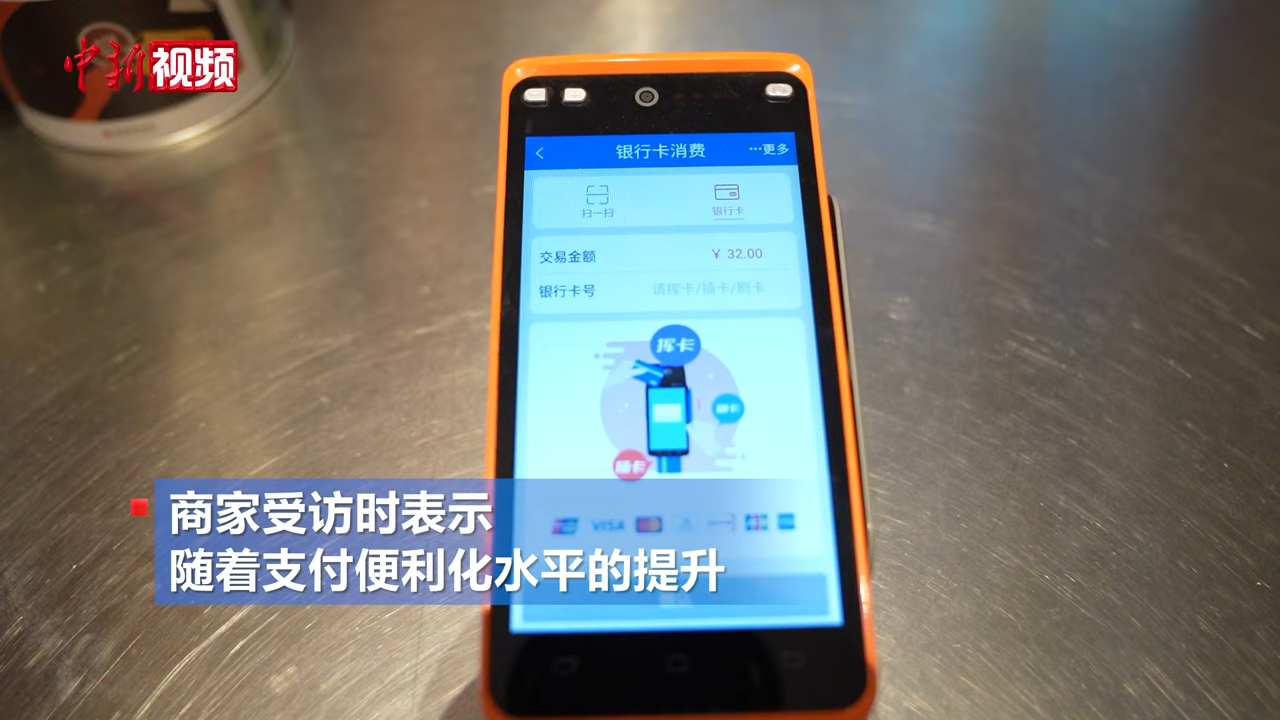 中新视频
银行卡消费
···更多
扫一扫
银行卡
交易金额
¥ 32.00
银行卡号
请挥卡/插卡/刷卡
挥卡
插卡
VISA
商家受访时表示
随着支付便利化水平的提升